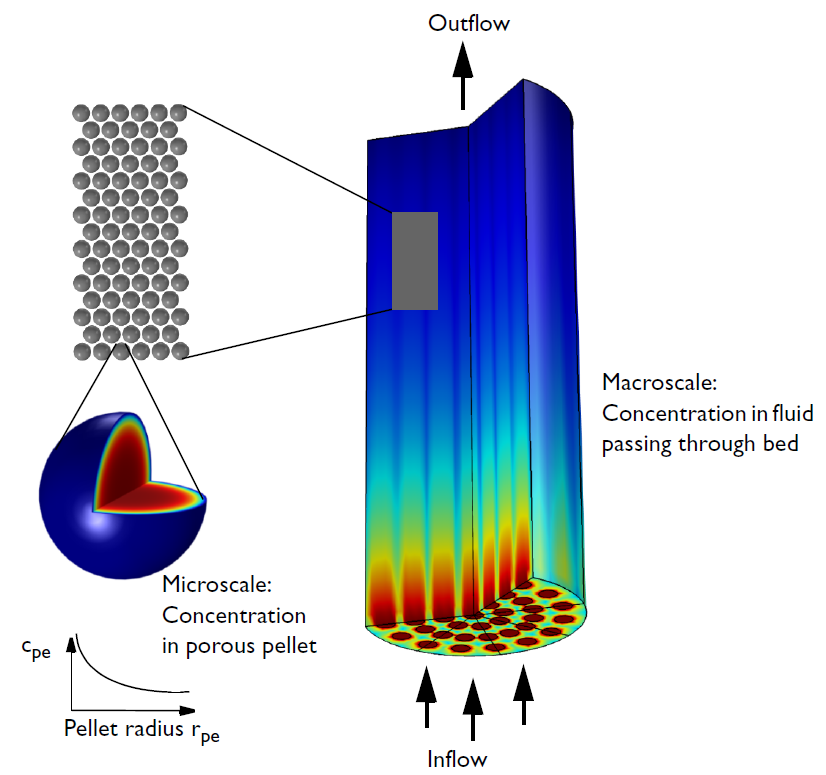 Outflow
Macroscale:
Concentration in fluid
passing through bed
Microscale:
Concentration
in porous pellet
cpe
Pellet radius rpe
Inflow